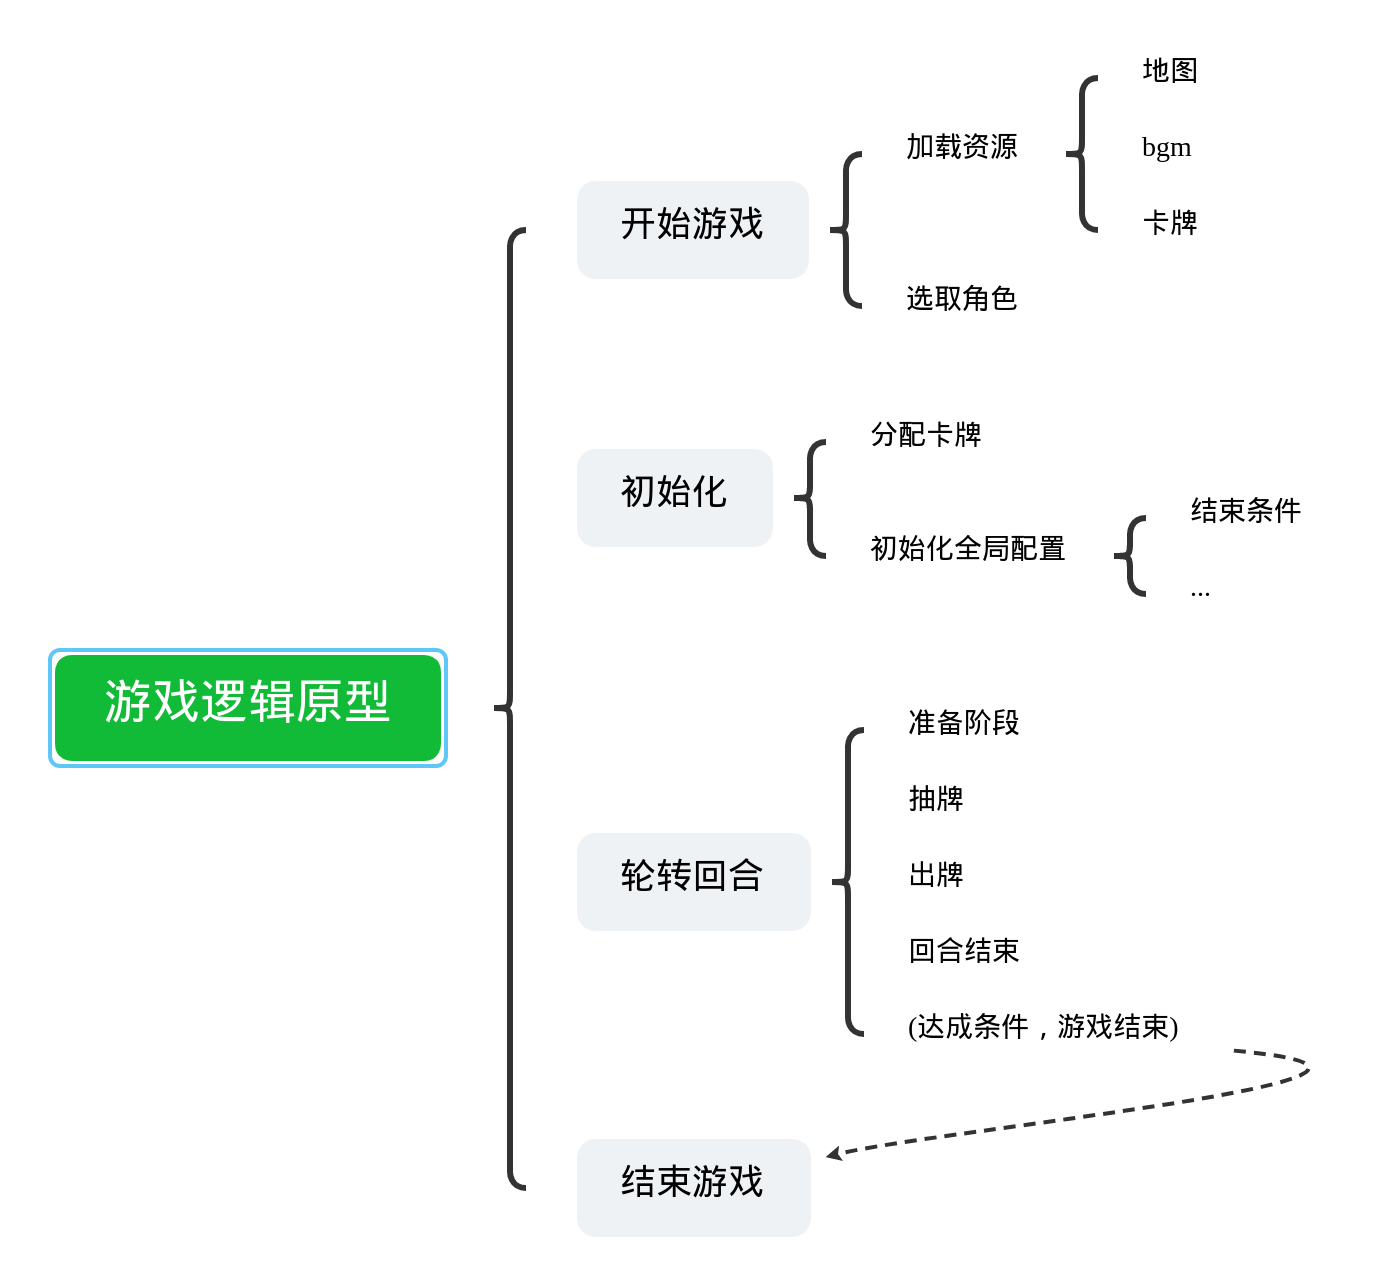 游戏逻辑原型
开始游戏
加载资源
地图
bgm
卡牌
选取角色
初始化
分配卡牌
初始化全局配置
结束条件
...
轮转回合
准备阶段
抽牌
出牌
回合结束
(达成条件，游戏结束)
结束游戏